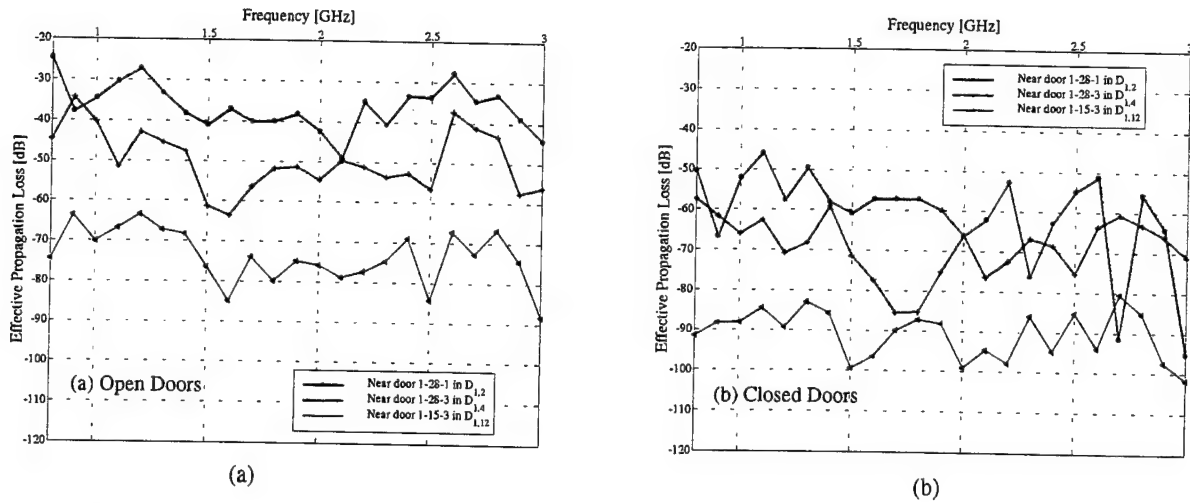 Frequency [GHz]
1
1.5
2
2.5
3
-20
-30
-40
-50
-60
-70
-80
-90
-100
-110
-120
Effective Propagation Loss [dB]
(a) Open Doors
Near door 1-28-1 in D1,2
Near door 1-28-3 in D1,4
Near door 1-15-3 in D1,12
(a)
Frequency [GHz]
1
1.5
2
2.5
3
-20
-30
-40
-50
-60
-70
-80
-90
-100
-110
-120
Effective Propagation Loss [dB]
Near door 1-28-1 in D1,2
Near door 1-28-3 in D1,4
Near door 1-15-3 in D1,12
(b) Closed Doors
(b)